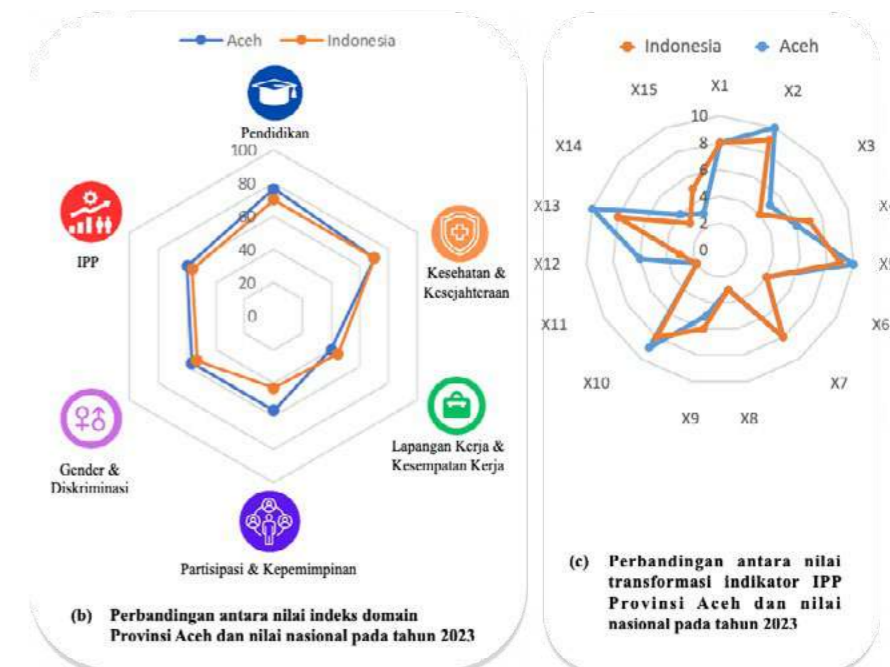 Aceh Indonesia
Pendidikan
100
80
60
40
20
0
IPP
Kesehatan &
Kesejahteraan
Lapangan Kerja &
Kesempatan Kerja
Gender &
Diskriminasi
Partisipasi & Kepemimpinan
(b) Perbandingan antara nilai indeks domain
Provinsi Aceh dan nilai nasional pada tahun 2023
Indonesia Aceh
X1
X15 X2
10
X14 8 X3
6
X13 4
2
X12 0
X11 X6
X10 X7
X9 X8
(c) Perbandingan antara nilai
transformasi indikator IPP
Provinsi Aceh dan nilai
nasional pada tahun 2023